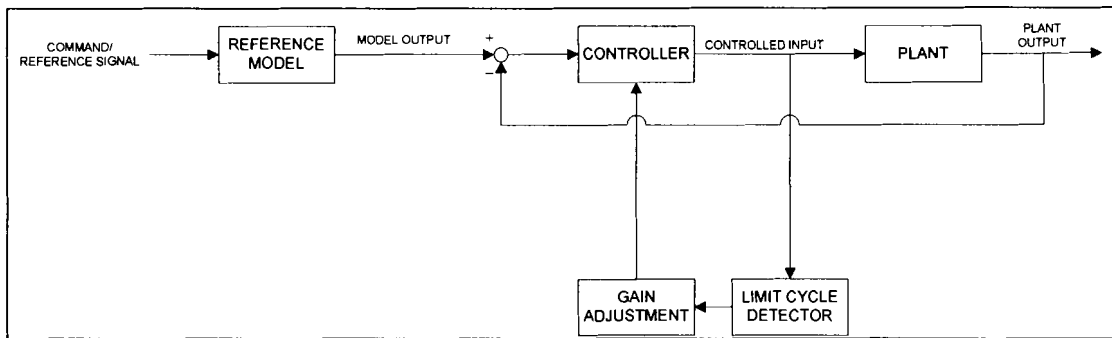 COMMAND/
REFERENCE SIGNAL
REFERENCE
MODEL
MODEL OUTPUT
+
−
CONTROLLER
CONTROLLED INPUT
PLANT
PLANT
OUTPUT
GAIN
ADJUSTMENT
LIMIT CYCLE
DETECTOR